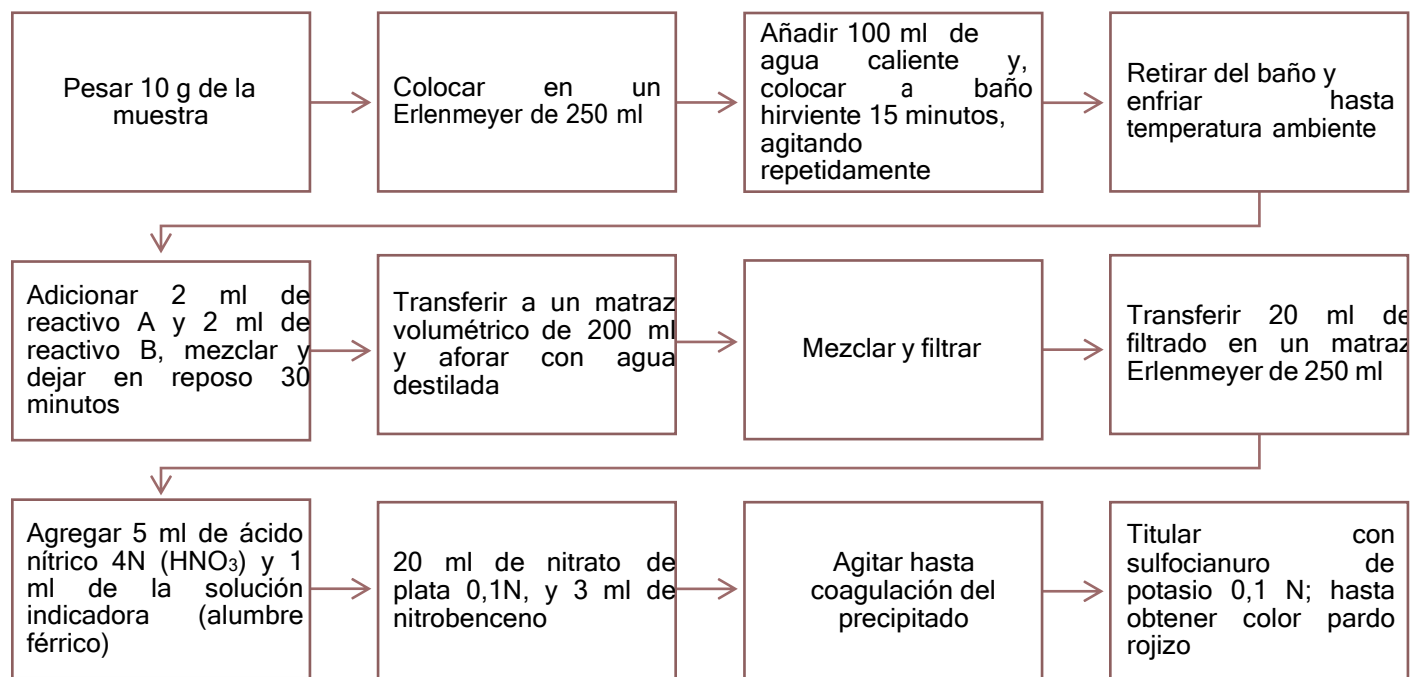 Pesar 10 g de la
muestra
Colocar en un
Erlenmeyer de 250 ml
Añadir 100 ml de
agua caliente y,
colocar a baño
hirviente 15 minutos,
agitando
repetidamente
Retirar del baño y
enfriar hasta
temperatura ambiente
Adicionar 2 ml de
reactivo A y 2 ml de
reactivo B, mezclar y
dejar en reposo 30
minutos
Transferir a un matraz
volumétrico de 200 ml
y aforar con agua
destilada
Mezclar y filtrar
Transferir 20 ml de
filtrado en un matraz
Erlenmeyer de 250 ml
Agregar 5 ml de ácido
nítrico 4N (HNO₃) y 1
ml de la solución
indicadora (alumbre
férrico)
20 ml de nitrato de
plata 0,1N, y 3 ml de
nitrobenceno
Agitar hasta
coagulación del
precipitado
Titular con
sulfocianuro de
potasio 0,1 N; hasta
obtener color pardo
rojizo